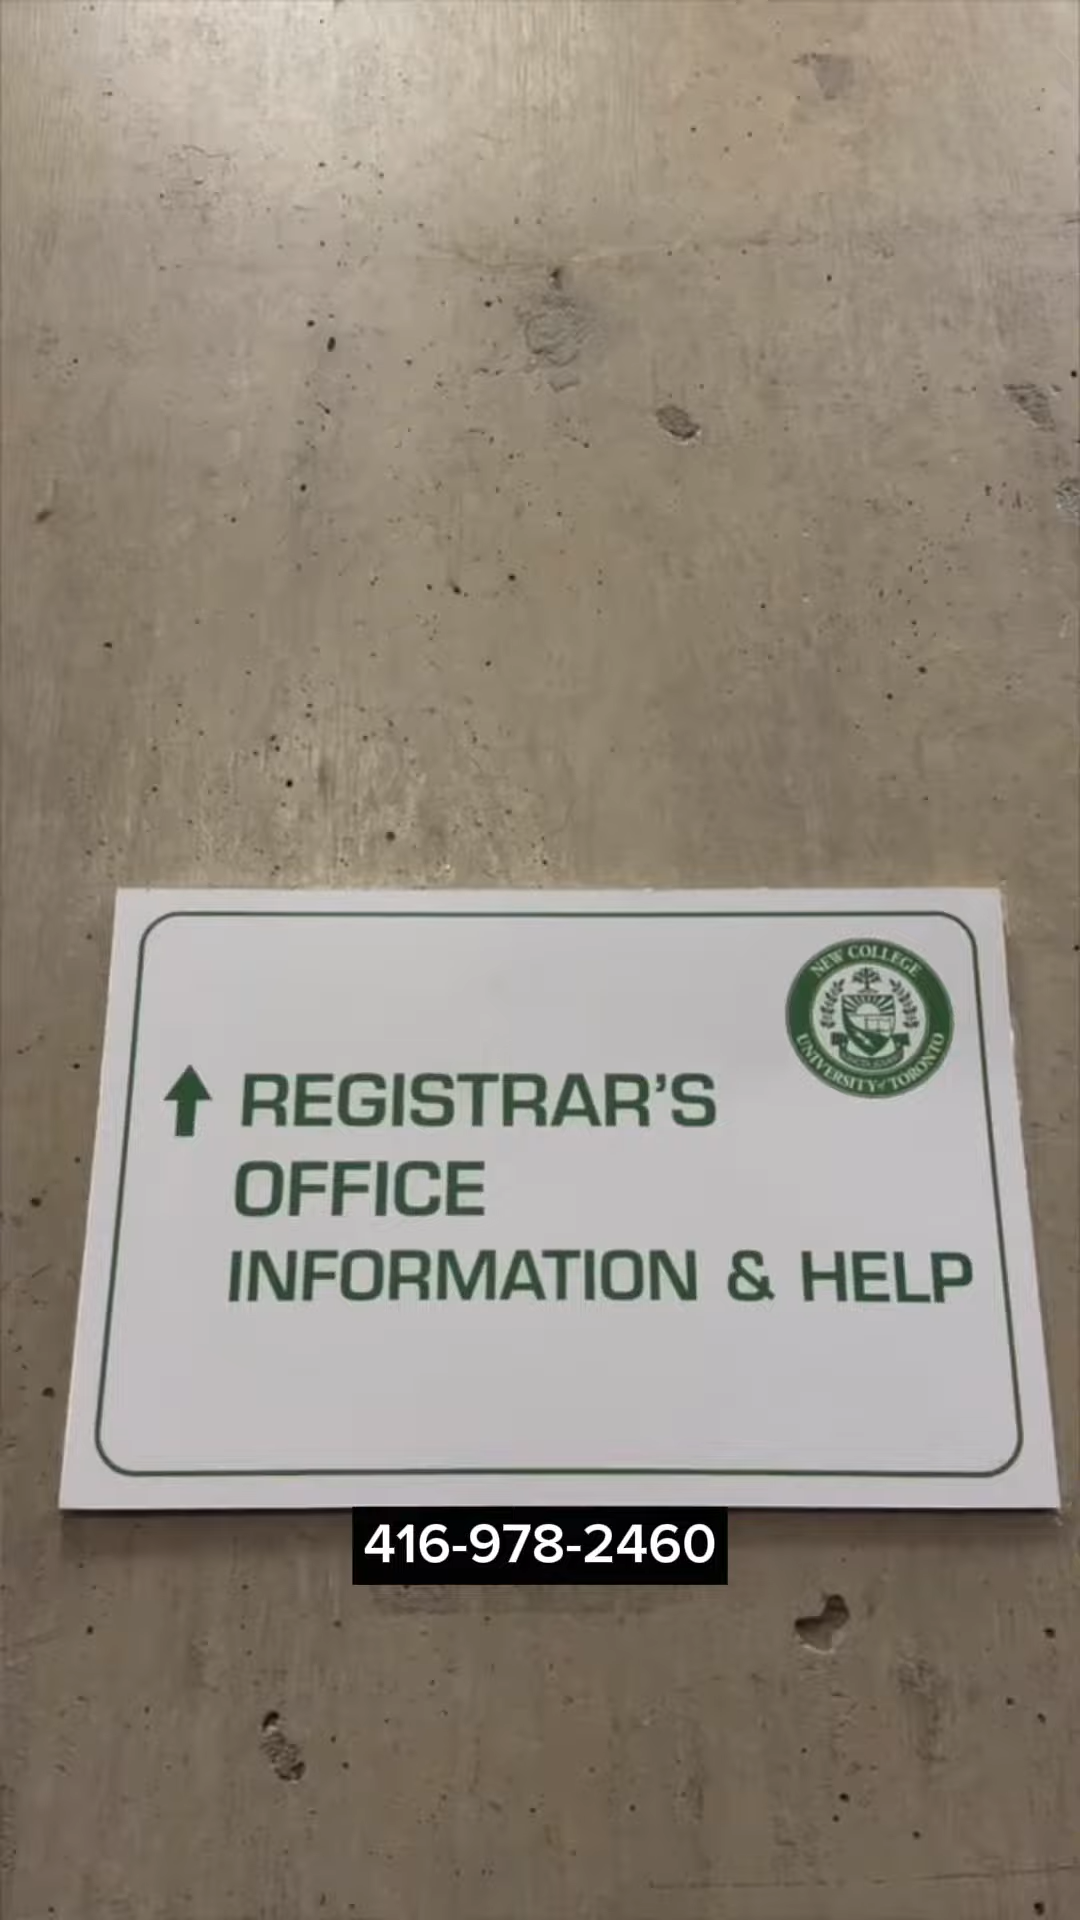 NEW COLLEGE
UNIVERSITY of TORONTO
REGISTRAR'S
OFFICE
INFORMATION & HELP
416-978-2460